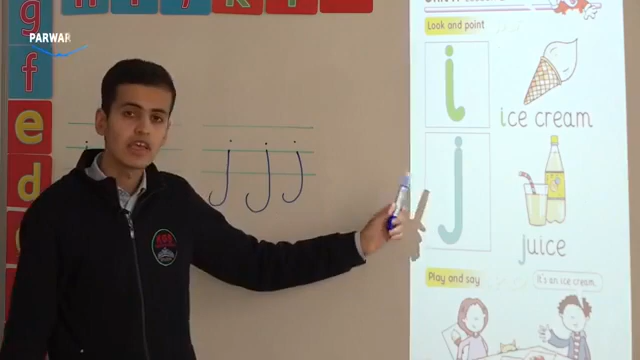 PARWAR
g
f
e
d
Look and point
i
ice cream
j
juice
Play and say
It's an ice cream.
j j j